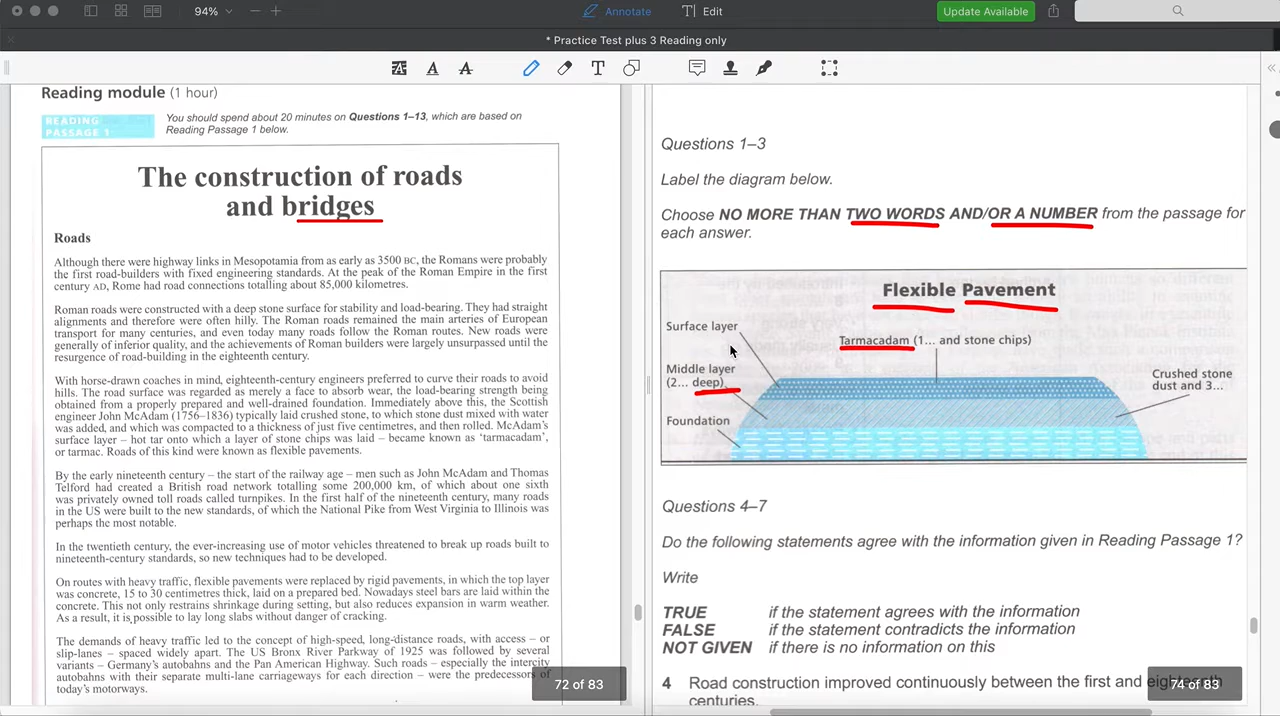 94%
Annotate
Edit
Update Available
* Practice Test plus 3 Reading only
Reading module (1 hour)
READING
PASSAGE 1
You should spend about 20 minutes on Questions 1–13, which are based on
Reading Passage 1 below.
The construction of roads
and bridges
Roads
Although there were highway links in Mesopotamia from as early as 3500 BC, the Romans were probably
the first road-builders with fixed engineering standards. At the peak of the Roman Empire in the first
century AD, Rome had road connections totalling about 85,000 kilometres.
Roman roads were constructed with a deep stone surface for stability and load-bearing. They had straight
alignments and therefore were often hilly. The Roman roads remained the main arteries of European
transport for many centuries, and even today many roads follow the Roman routes. New roads were
generally of inferior quality, and the achievements of Roman builders were largely unsurpassed until the
resurgence of road-building in the eighteenth century.
With horse-drawn coaches in mind, eighteenth-century engineers preferred to curve their roads to avoid
hills. The road surface was regarded as merely a face to absorb wear, the load-bearing strength being
obtained from a properly prepared and well-drained foundation. Immediately above this, the Scottish
engineer John McAdam (1756–1836) typically laid crushed stone, to which stone dust mixed with water
was added, and which was compacted to a thickness of just five centimetres, and then rolled. McAdam's
surface layer – hot tar onto which a layer of stone chips was laid – became known as 'tarmacadam',
or tarmac. Roads of this kind were known as flexible pavements.
By the early nineteenth century – the start of the railway age – men such as John McAdam and Thomas
Telford had created a British road network totalling some 200,000 km, of which about one sixth
was privately owned toll roads called turnpikes. In the first half of the nineteenth century, many roads
in the US were built to the new standards, of which the National Pike from West Virginia to Illinois was
perhaps the most notable.
In the twentieth century, the ever-increasing use of motor vehicles threatened to break up roads built to
nineteenth-century standards, so new techniques had to be developed.
On routes with heavy traffic, flexible pavements were replaced by rigid pavements, in which the top layer
was concrete, 15 to 30 centimetres thick, laid on a prepared bed. Nowadays steel bars are laid within the
concrete. This not only restrains shrinkage during setting, but also reduces expansion in warm weather.
As a result, it is possible to lay long slabs without danger of cracking.
The demands of heavy traffic led to the concept of high-speed, long-distance roads, with access – or
slip-lanes – spaced widely apart. The US Bronx River Parkway of 1925 was followed by several
variants – Germany's autobahns and the Pan American Highway. Such roads – especially the intercity
autobahns with their separate multi-lane carriageways for each direction – were the predecessors of
today's motorways.
72 of 83
Questions 1–3
Label the diagram below.
Choose NO MORE THAN TWO WORDS AND/OR A NUMBER from the passage for
each answer.
Flexible Pavement
Surface layer
Tarmacadam (1... and stone chips)
Middle layer
(2... deep)
Crushed stone
dust and 3...
Foundation
Questions 4–7
Do the following statements agree with the information given in Reading Passage 1?
Write
TRUE if the statement agrees with the information
FALSE if the statement contradicts the information
NOT GIVEN if there is no information on this
4 Road construction improved continuously between the first and eighteenth
centuries.
74 of 83